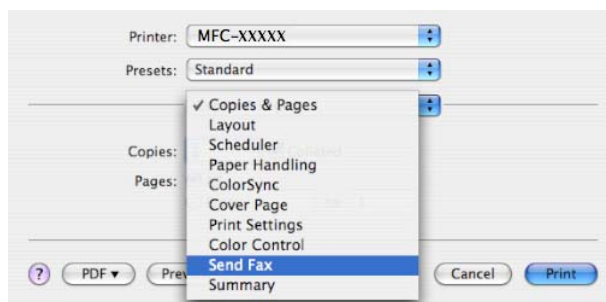 Printer: MFC-XXXXX
Presets: Standard
✓ Copies & Pages
Layout
Scheduler
Copies:
Paper Handling
Pages:
ColorSync
Cover Page
Print Settings
Color Control
Send Fax
Summary
? PDF▼ Prev Cancel Print